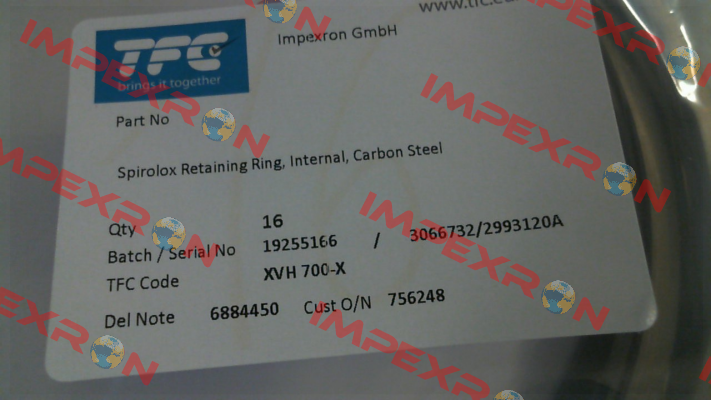 www.tfc.eu
TFC
brings it together
Impexron GmbH
Part No
Spirolox Retaining Ring, Internal, Carbon Steel
Qty 16
Batch / Serial No 19255166 / 3066732/2993120A
TFC Code XVH 700-X
Del Note 6884450 Cust O/N 756248
IMPEXRON
IMPEXRON
IMPEXRON
IMPEXRON
IMPEXRON
IMPEXRON